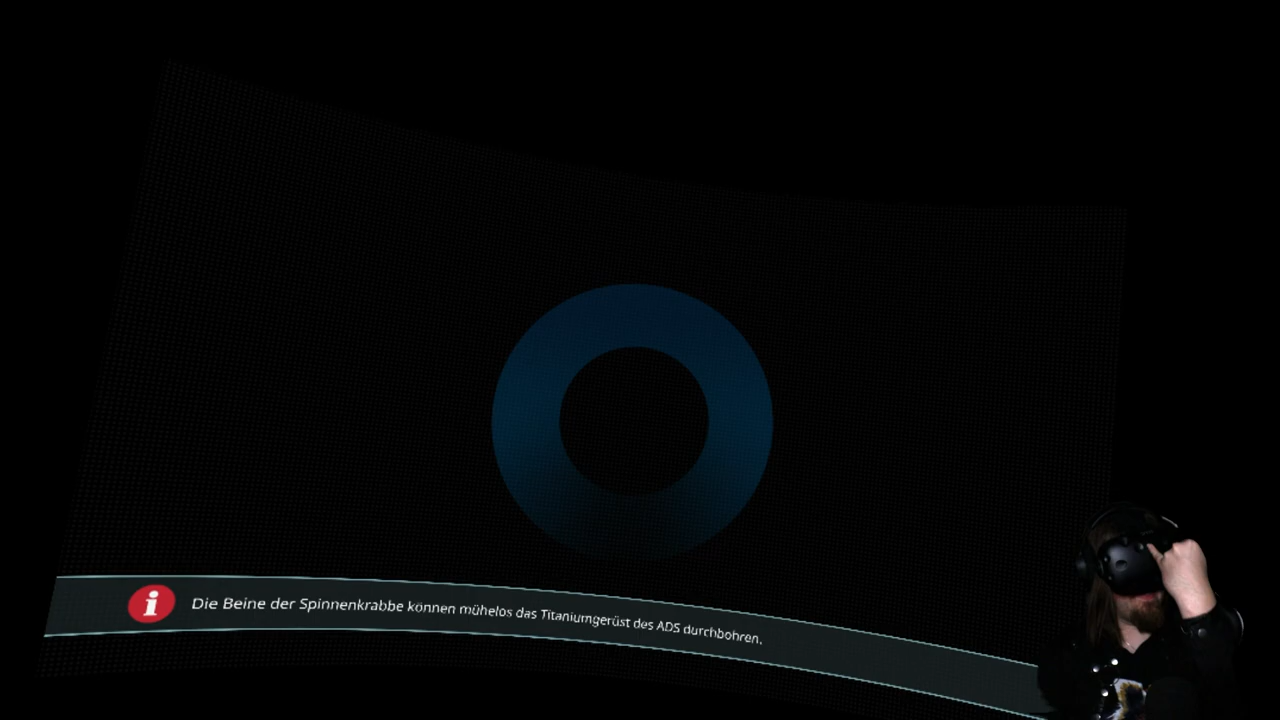 Die Beine der Spinnenkrabbe können mühelos das Titaniumgerüst des ADS durchbohren.